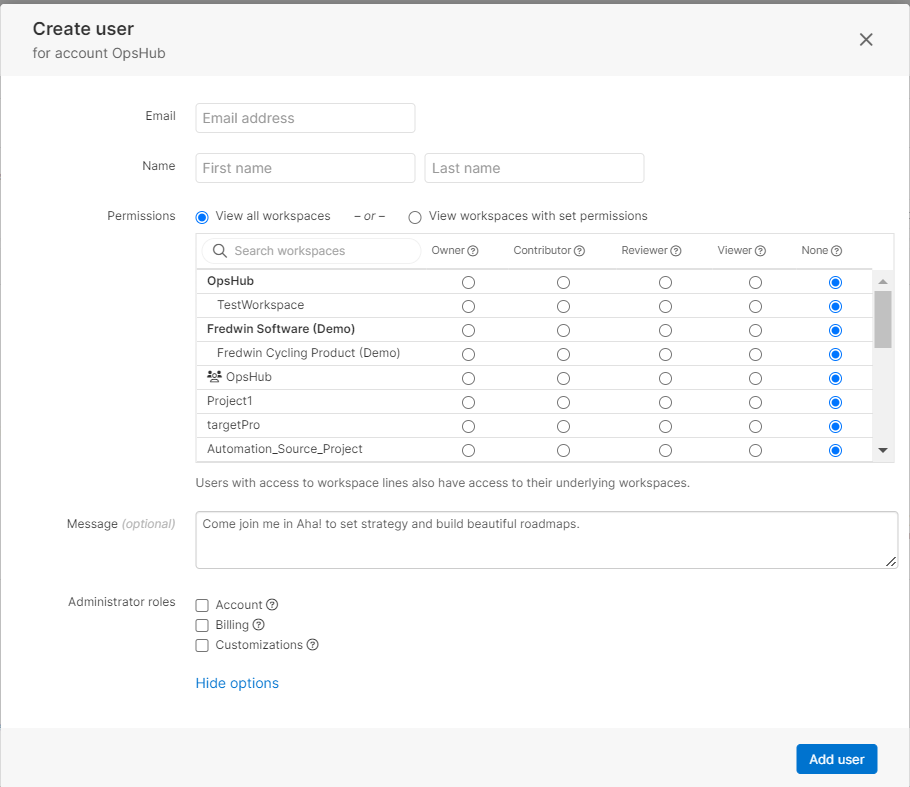 Create user
for account OpsHub
Email
Email address
Name
First name
Last name
Permissions
View all workspaces
– or –
View workspaces with set permissions
Search workspaces
Owner
Contributor
Reviewer
Viewer
None
OpsHub
TestWorkspace
Fredwin Software (Demo)
Fredwin Cycling Product (Demo)
OpsHub
Project1
targetPro
Automation_Source_Project
Users with access to workspace lines also have access to their underlying workspaces.
Message (optional)
Come join me in Aha! to set strategy and build beautiful roadmaps.
Administrator roles
Account
Billing
Customizations
Hide options
Add user